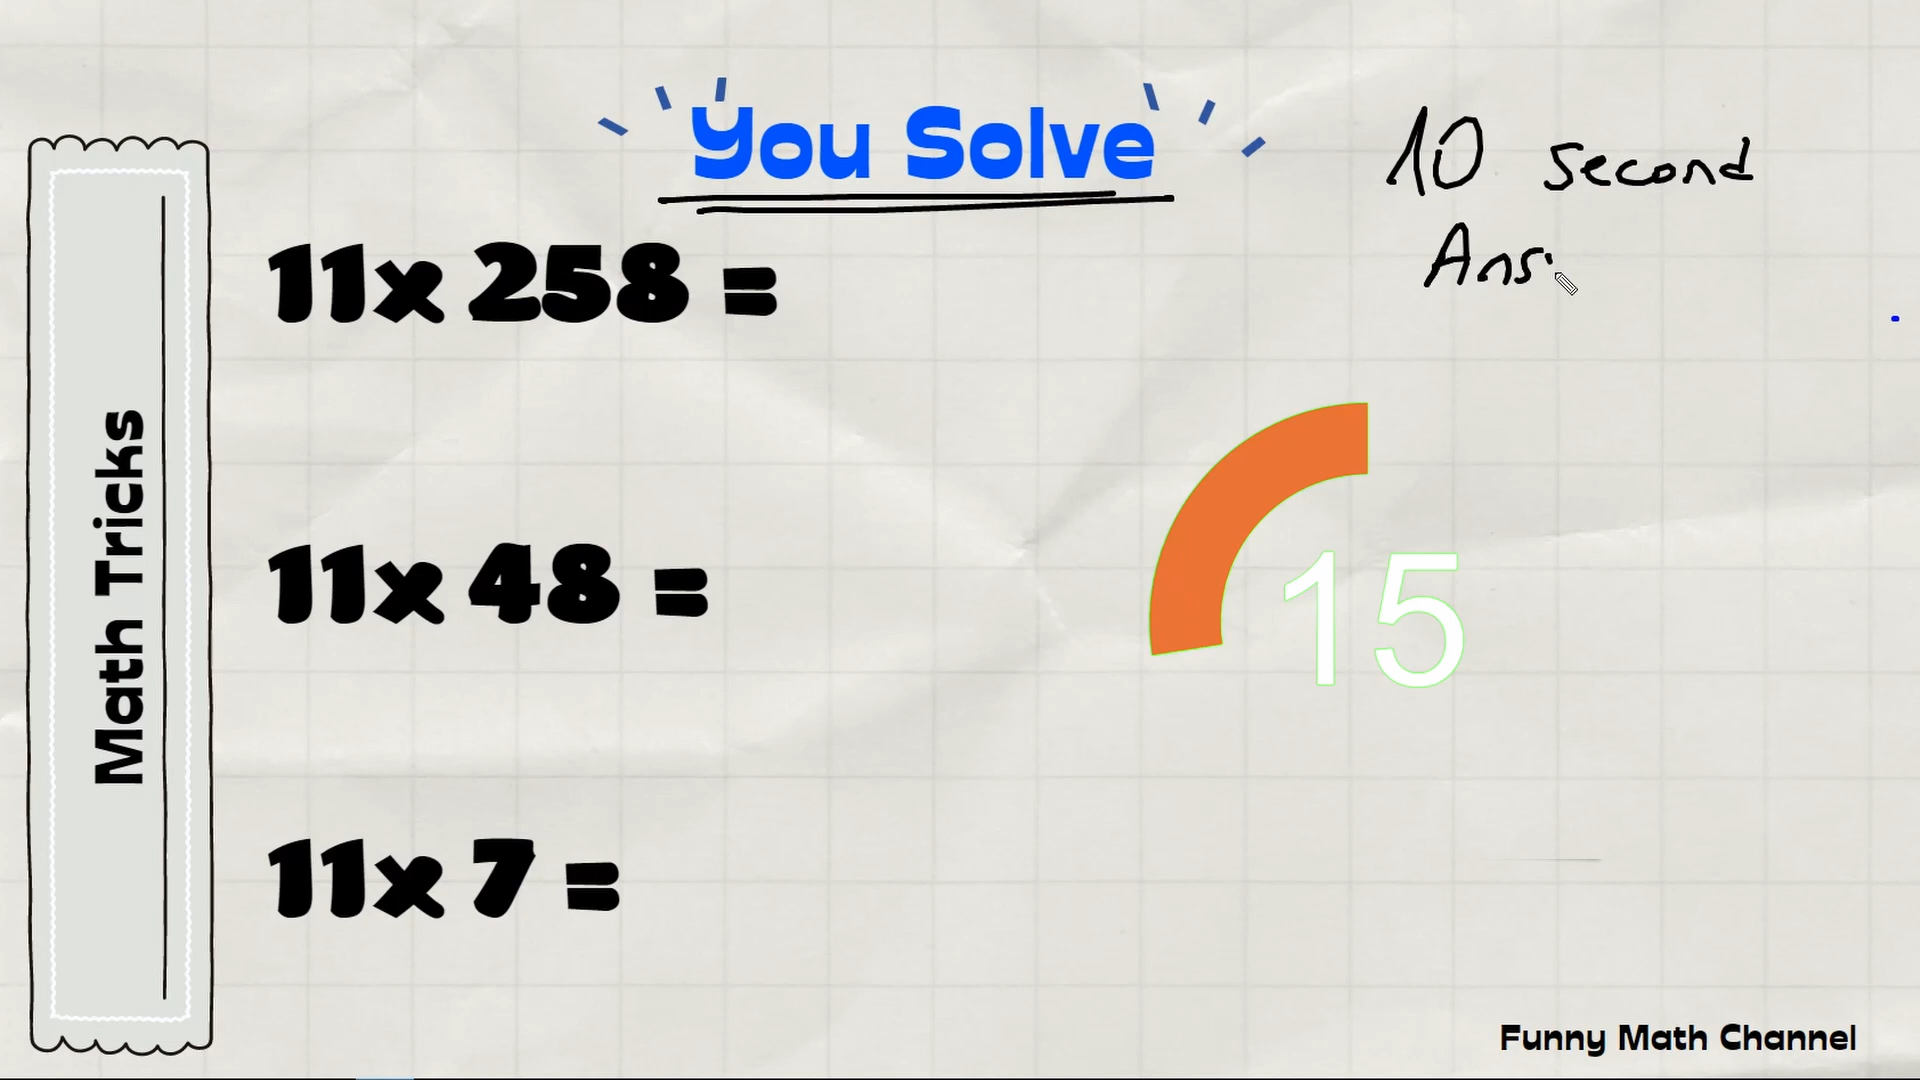 You Solve
10 second
Ans
11x 258 =
11x 48 =
15
11x 7 =
Math Tricks
Funny Math Channel